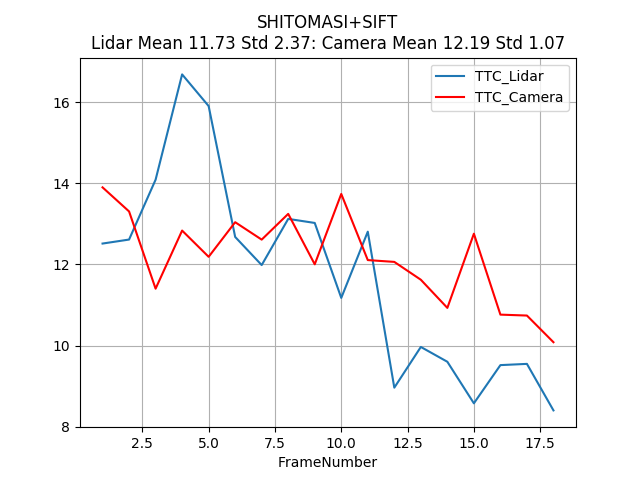 SHITOMASI+SIFT
Lidar Mean 11.73 Std 2.37: Camera Mean 12.19 Std 1.07
TTC_Lidar
TTC_Camera
16
14
12
10
8
2.5 5.0 7.5 10.0 12.5 15.0 17.5
FrameNumber